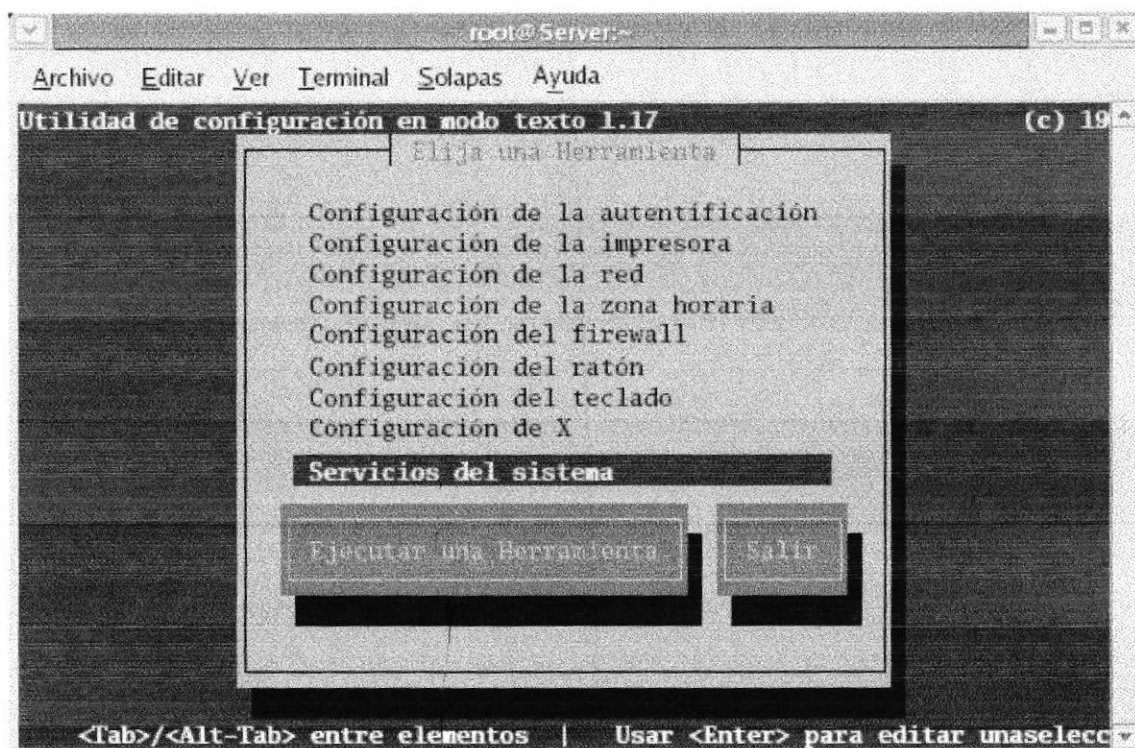 root@Server:~
Archivo Editar Ver Terminal Solapas Ayuda
Utilidad de configuración en modo texto 1.17 (c) 19
Elija una Herramienta
Configuración de la autentificación
Configuración de la impresora
Configuración de la red
Configuración de la zona horaria
Configuración del firewall
Configuración del ratón
Configuración del teclado
Configuración de X
Servicios del sistema
Ejecutar una Herramienta Salir
<Tab>/<Alt-Tab> entre elementos | Usar <Enter> para editar unaselecc